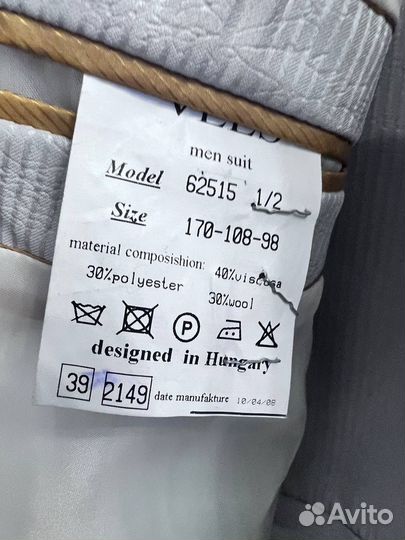 men suit
Model 62515 1/2
Size 170-108-98
material composishion: 40%viscosa
30%polyester 30%wool
P
designed in Hungary
39 2149 date manufakture 10/04/08
Avito